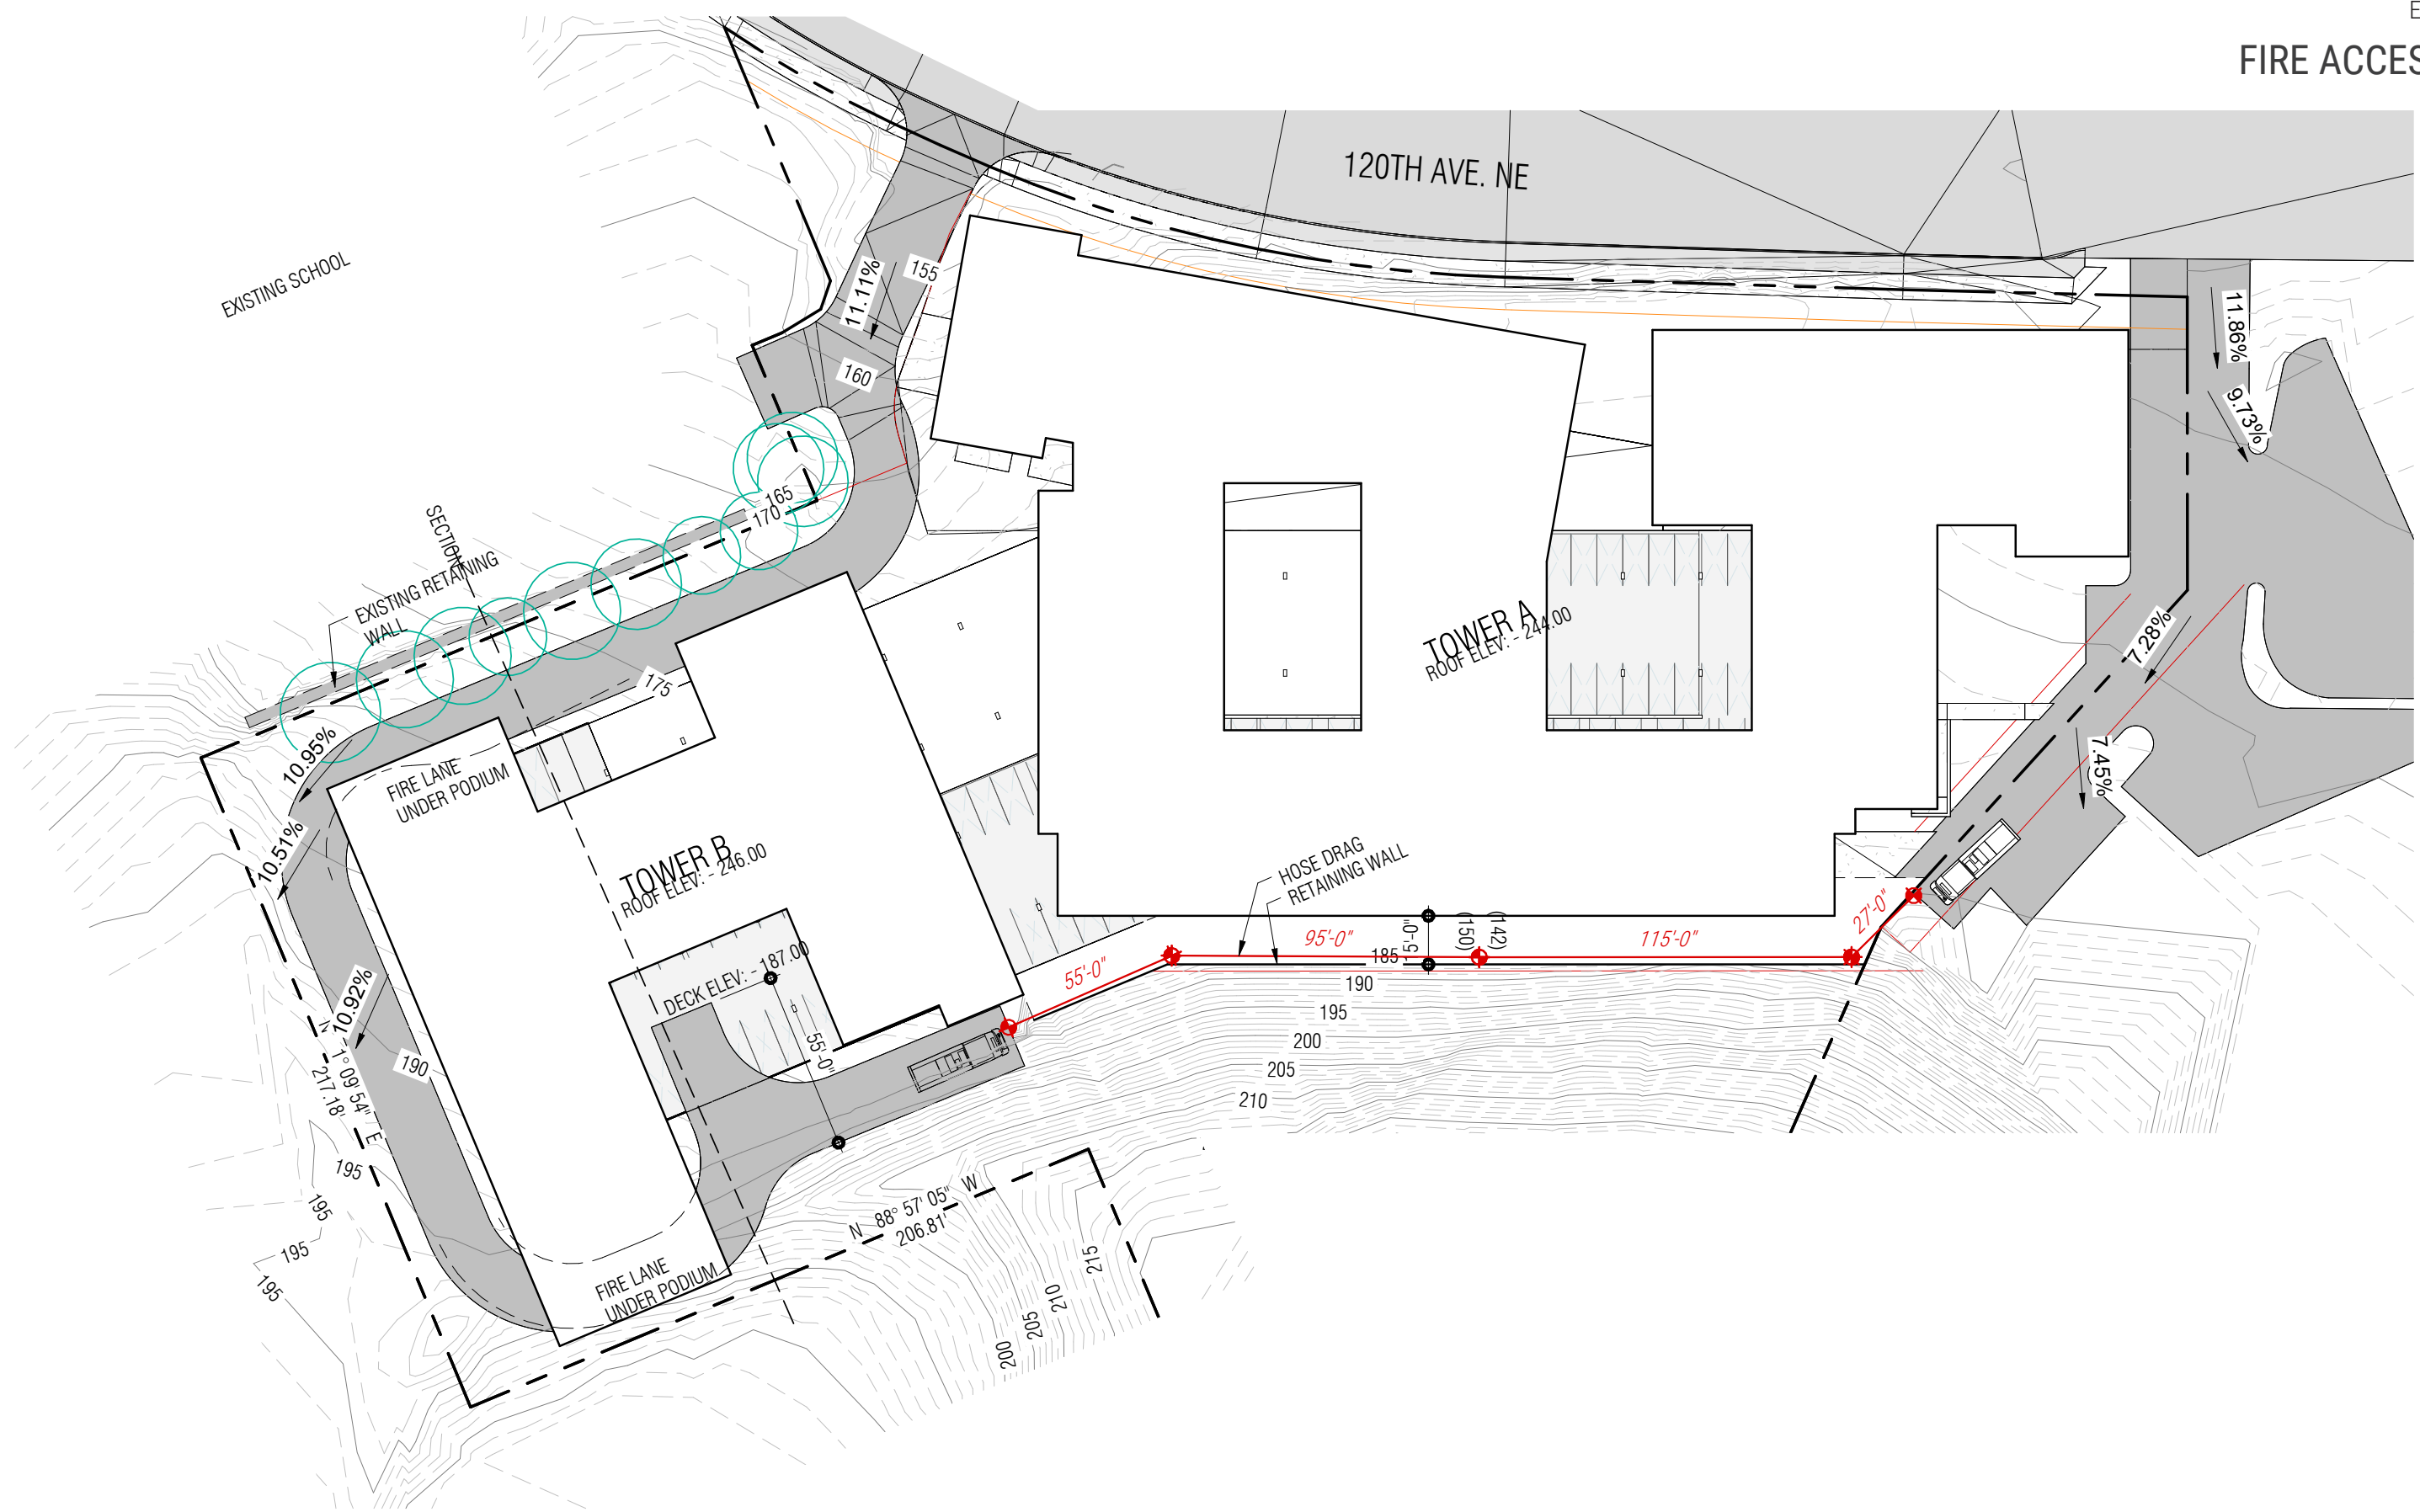 FIRE ACCES
120TH AVE. NE
EXISTING SCHOOL
11.11%
155
160
11.86%
9.73%
165
170
SECTION
EXISTING RETAINING
WALL
175
TOWER A
ROOF ELEV: - 244.00
7.28%
7.45%
10.95%
FIRE LANE
UNDER PODIUM
10.51%
TOWER B
ROOF ELEV: - 246.00
HOSE DRAG
RETAINING WALL
27'-0"
95'-0"
(150)
(142)
115'-0"
185
55'-0"
DECK ELEV: - 187.00
55'-0"
190
195
200
205
210
10.92%
190
1° 09' 54" E
217.18'
195
195
195
195
N 88° 57' 05" W
206.81'
FIRE LANE
UNDER PODIUM
200
205
210
215